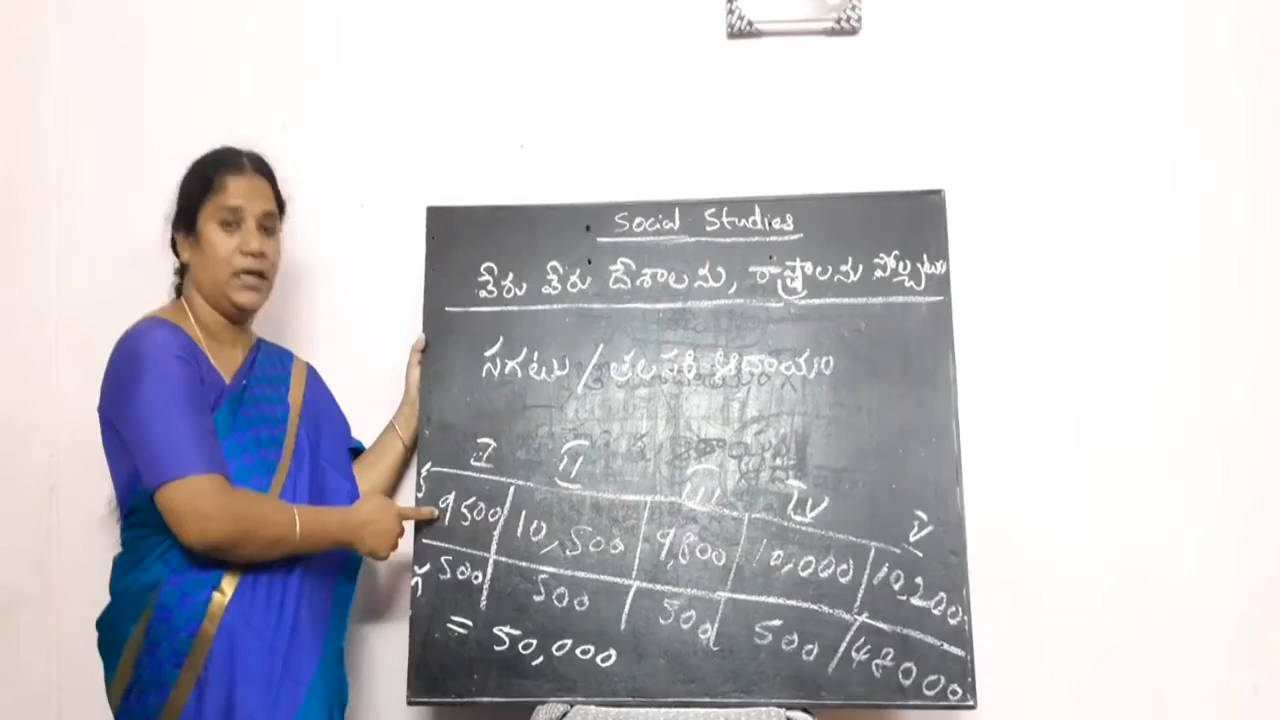 Social Studies
వేరు వేరు దేశాలను, రాష్ట్రాలను పోల్చటం
సగటు / తలసరి ఆదాయం
I II III IV V
క 9500 10,500 9,800 10,000 10,200
గ 500 500 500 500 48000
= 50,000